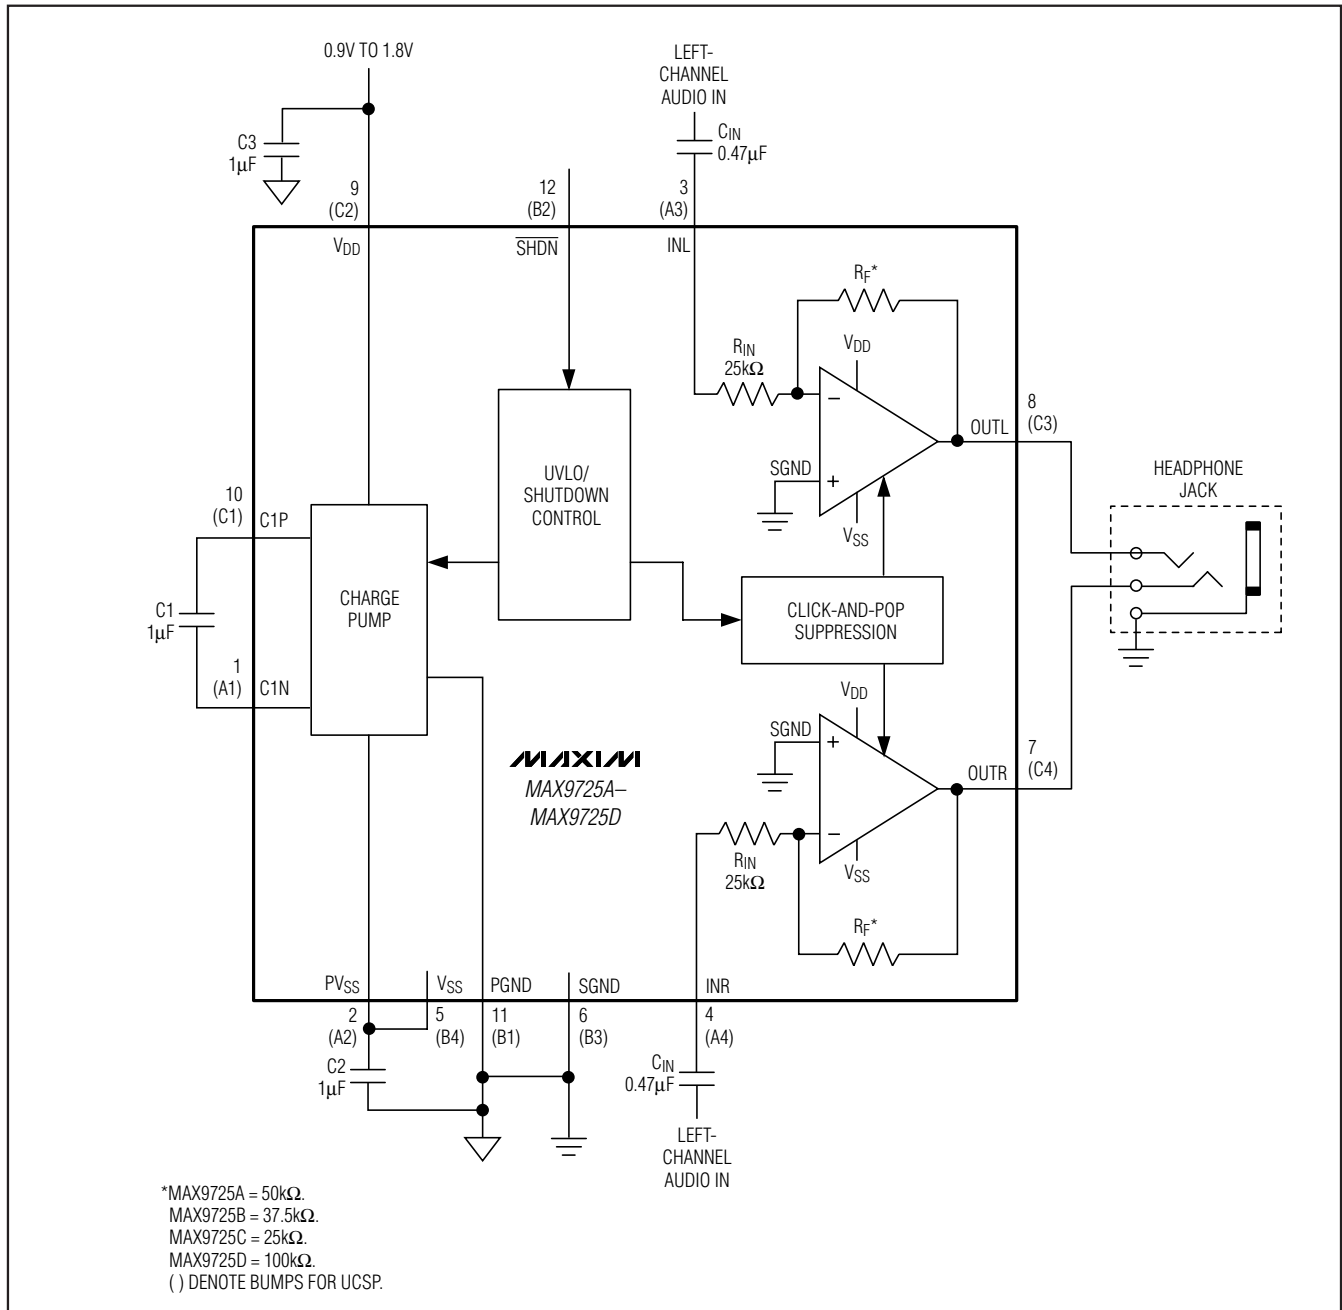 0.9V TO 1.8V
LEFT-
CHANNEL
AUDIO IN
C3
1µF
CIN
0.47µF
9
(C2)
12
(B2)
3
(A3)
VDD
SHDN
INL
RF*
RIN
25kΩ
VDD
−
SGND
+
VSS
OUTL
8
(C3)
HEADPHONE
JACK
UVLO/
SHUTDOWN
CONTROL
10
(C1)
C1P
C1
1µF
CHARGE
PUMP
1
(A1)
C1N
CLICK-AND-POP
SUPPRESSION
VDD
SGND
+
−
VSS
OUTR
7
(C4)
MAXIM
MAX9725A–
MAX9725D
RIN
25kΩ
RF*
PVSS
VSS
PGND
SGND
INR
2
(A2)
5
(B4)
11
(B1)
6
(B3)
4
(A4)
C2
1µF
CIN
0.47µF
LEFT-
CHANNEL
AUDIO IN
*MAX9725A = 50kΩ.
MAX9725B = 37.5kΩ.
MAX9725C = 25kΩ.
MAX9725D = 100kΩ.
( ) DENOTE BUMPS FOR UCSP.